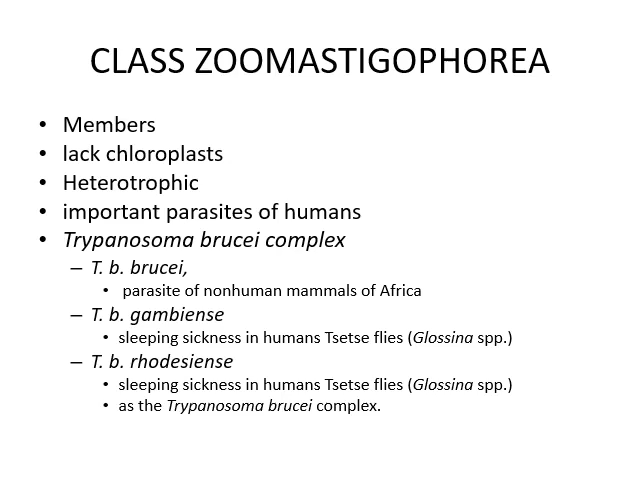 CLASS ZOOMASTIGOPHOREA
• Members
• lack chloroplasts
• Heterotrophic
• important parasites of humans
• Trypanosoma brucei complex
– T. b. brucei,
• parasite of nonhuman mammals of Africa
– T. b. gambiense
• sleeping sickness in humans Tsetse flies (Glossina spp.)
– T. b. rhodesiense
• sleeping sickness in humans Tsetse flies (Glossina spp.)
• as the Trypanosoma brucei complex.